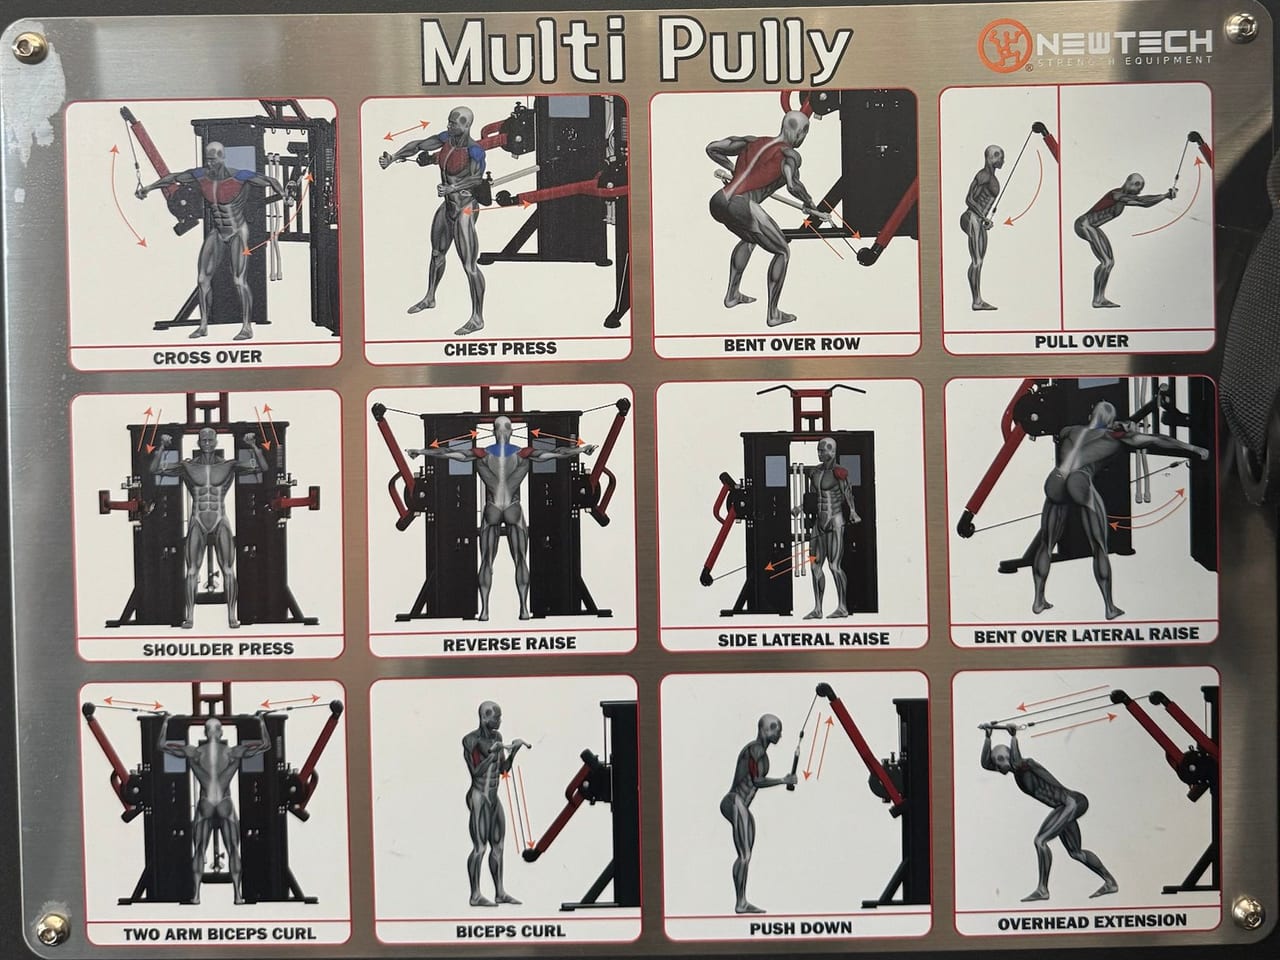 Multi Pully
NEWTECH
STRENGTH EQUIPMENT
CROSS OVER
CHEST PRESS
BENT OVER ROW
PULL OVER
SHOULDER PRESS
REVERSE RAISE
SIDE LATERAL RAISE
BENT OVER LATERAL RAISE
TWO ARM BICEPS CURL
BICEPS CURL
PUSH DOWN
OVERHEAD EXTENSION